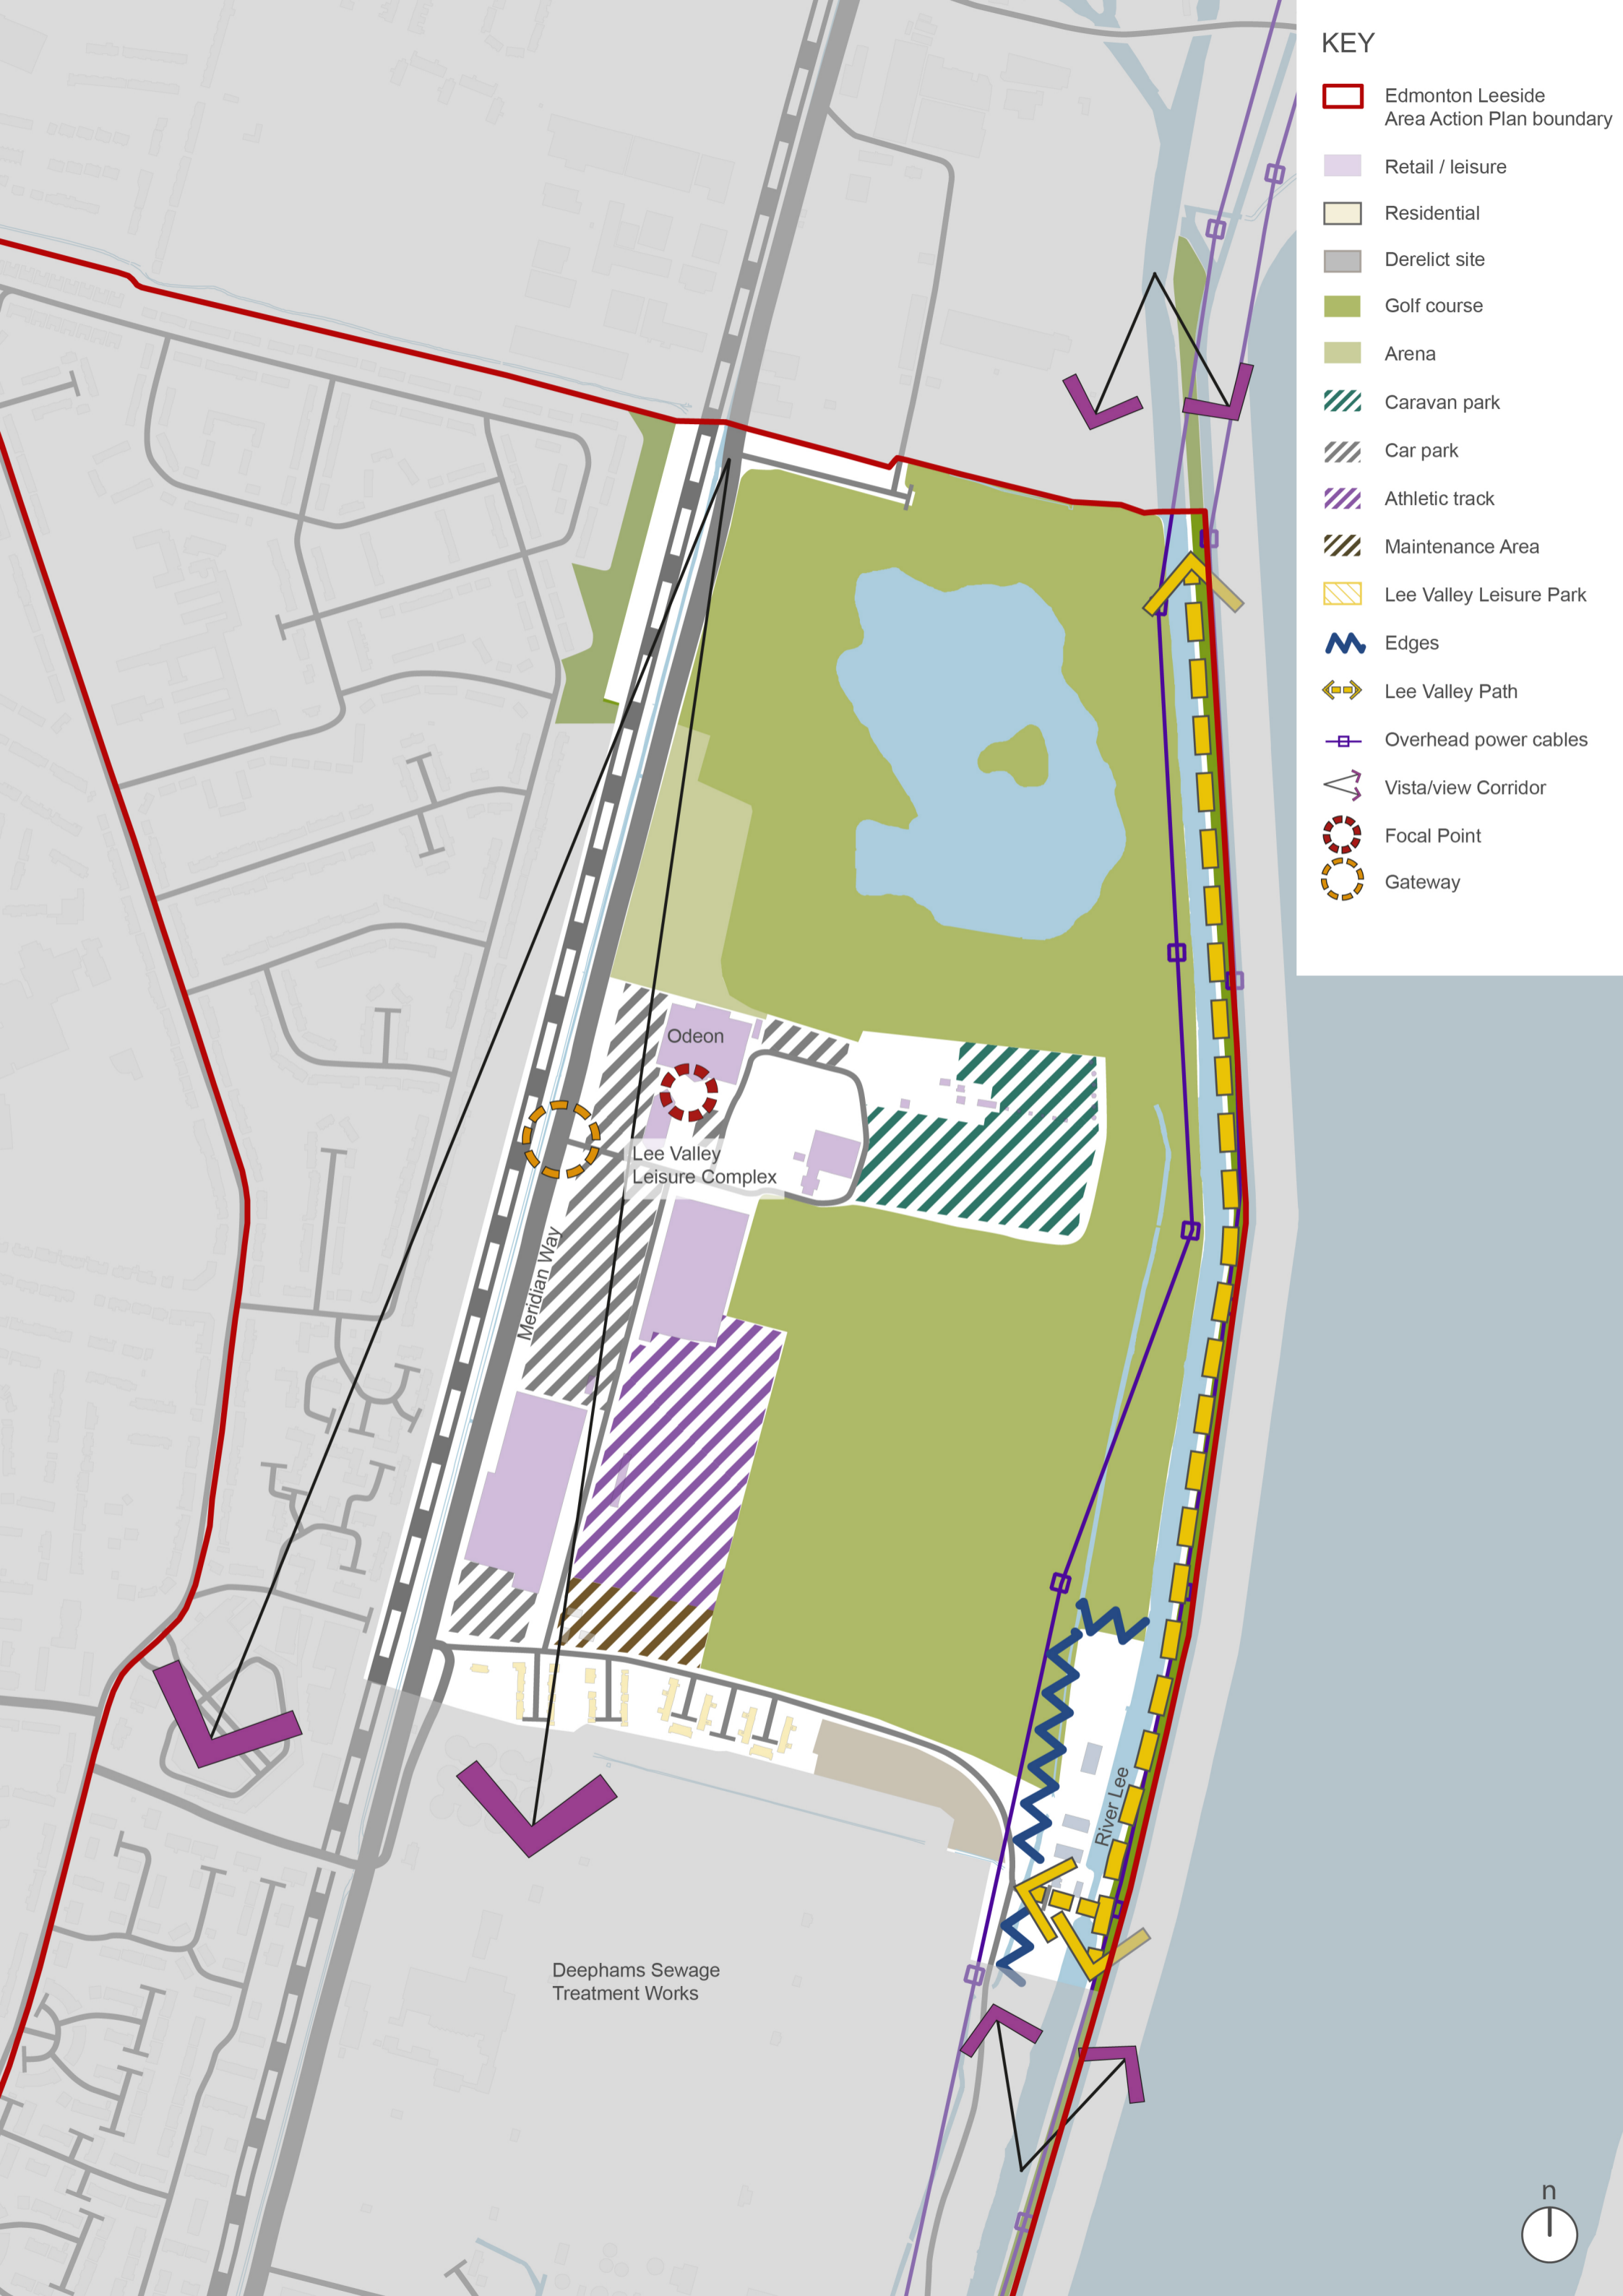 KEY
Edmonton Leeside
Area Action Plan boundary
Retail / leisure
Residential
Derelict site
Golf course
Arena
Caravan park
Car park
Athletic track
Maintenance Area
Lee Valley Leisure Park
Edges
Lee Valley Path
Overhead power cables
Vista/view Corridor
Focal Point
Gateway
Odeon
Lee Valley
Leisure Complex
Meridian Way
River Lee
Deephams Sewage
Treatment Works
n